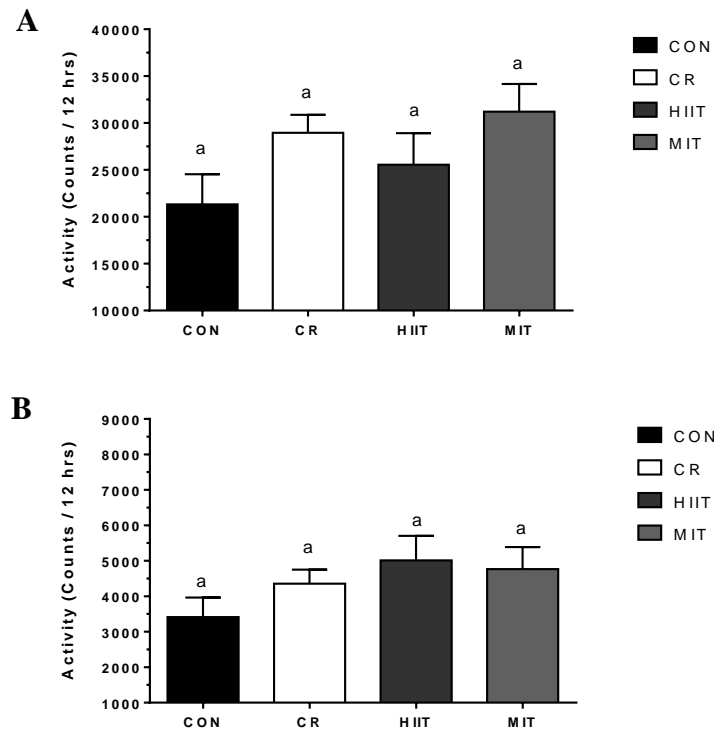 A
Activity (Counts / 12 hrs)
40000
35000
30000
25000
20000
15000
10000
a
a
a
a
CON
CR
HIIT
MIT
CON
CR
HIIT
MIT
B
Activity (Counts / 12 hrs)
9000
8000
7000
6000
5000
4000
3000
2000
1000
a
a
a
a
CON
CR
HIIT
MIT
CON
CR
HIIT
MIT